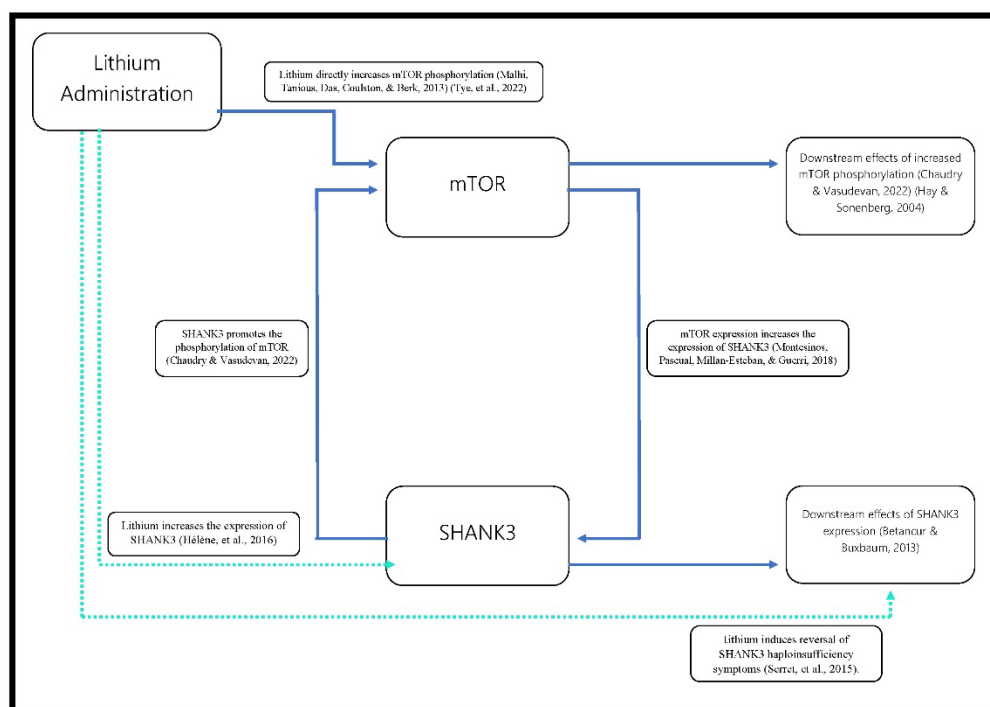 Lithium
Administration
Lithium directly increases mTOR phosphorylation (Malhi,
Tanious, Das, Coulston, & Berk, 2013) (Tye, et al., 2022)
mTOR
Downstream effects of increased
mTOR phosphorylation (Chaudry
& Vasudevan, 2022) (Hay &
Sonenberg, 2004)
SHANK3 promotes the
phosphorylation of mTOR
(Chaudry & Vasudevan, 2022)
mTOR expression increases the
expression of SHANK3 (Montesinos,
Pascual, Millan-Esteban, & Guerri, 2018)
Lithium increases the expression of
SHANK3 (Hélène, et al., 2016)
SHANK3
Downstream effects of SHANK3
expression (Betancur &
Buxbaum, 2013)
Lithium induces reversal of
SHANK3 haploinsufficiency
symptoms (Serret, et al., 2015).